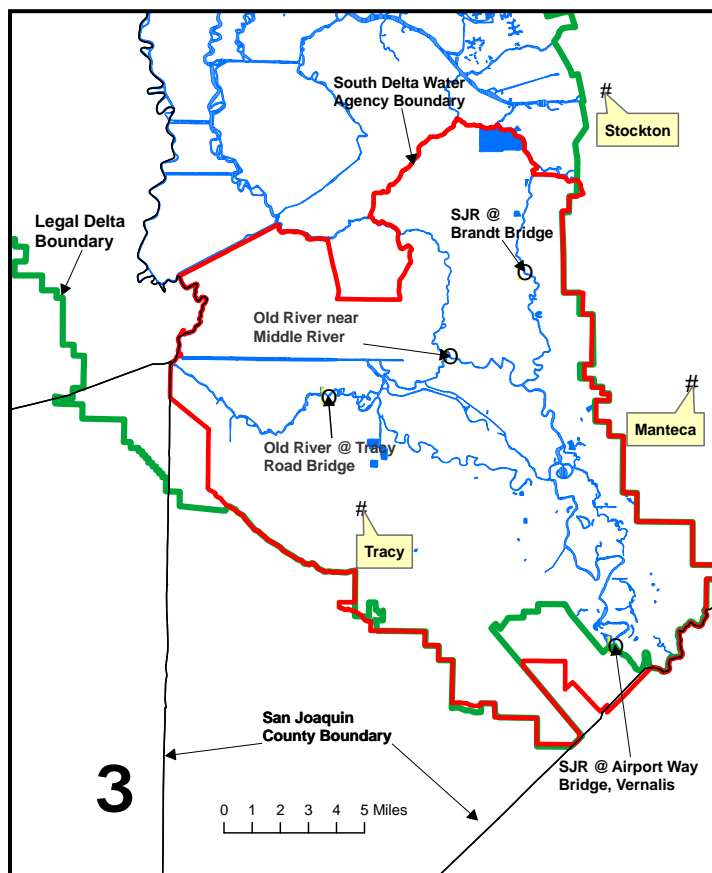 South Delta Water
Agency Boundary
#
Stockton
Legal Delta
Boundary
SJR @
Brandt Bridge
Old River near
Middle River
#
Manteca
Old River @ Tracy
Road Bridge
#
Tracy
San Joaquin
County Boundary
3
SJR @ Airport Way
Bridge, Vernalis
0 1 2 3 4 5 Miles